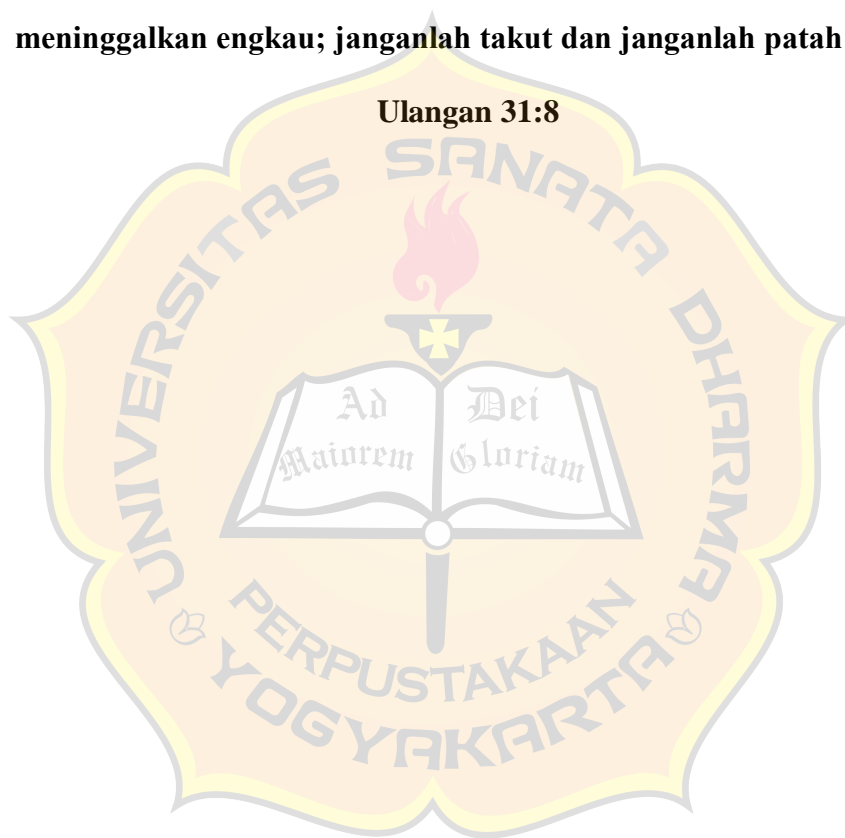 meninggalkan engkau; janganlah takut dan janganlah patah
Ulangan 31:8
UNIVERSITAS SANATA DHARMA
Ad Dei
Maiorem Gloriam
PERPUSTAKAAN
YOGYAKARTA